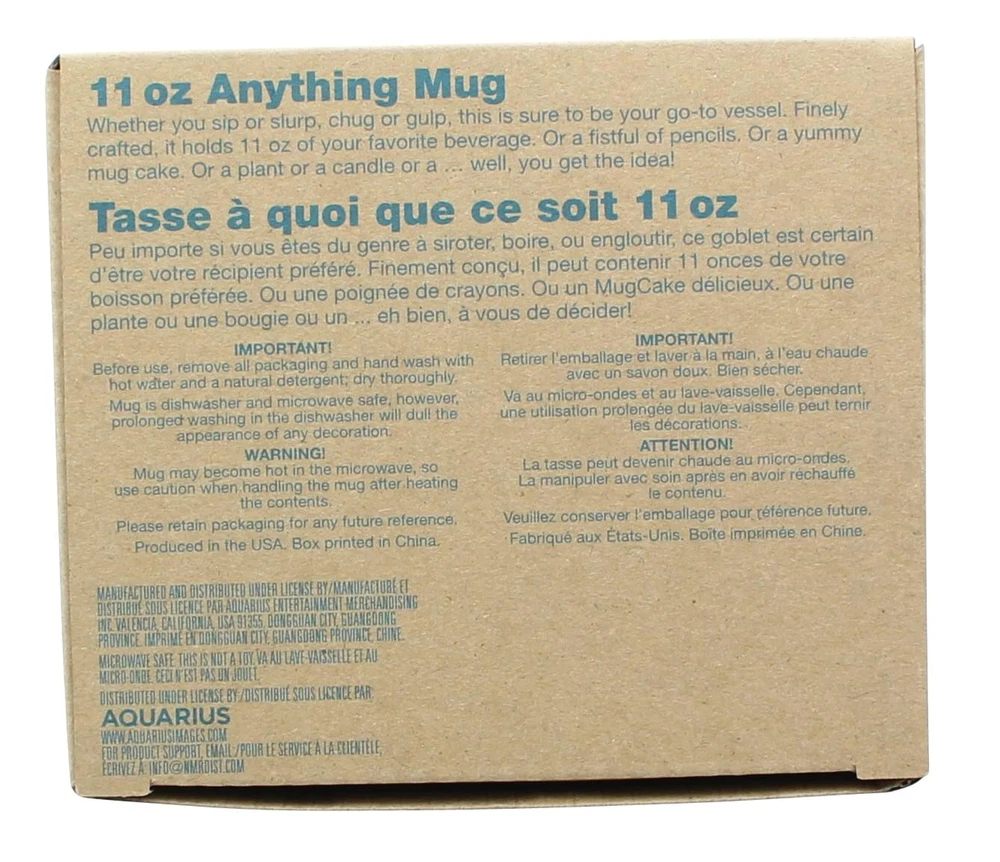 11 oz Anything Mug
Whether you sip or slurp, chug or gulp, this is sure to be your go-to vessel. Finely
crafted, it holds 11 oz of your favorite beverage. Or a fistful of pencils. Or a yummy
mug cake. Or a plant or a candle or a ... well, you get the idea!
Tasse à quoi que ce soit 11 oz
Peu importe si vous êtes du genre à siroter, boire, ou engloutir, ce goblet est certain
d'être votre récipient préféré. Finement conçu, il peut contenir 11 onces de votre
boisson préférée. Ou une poignée de crayons. Ou un MugCake délicieux. Ou une
plante ou une bougie ou un ... eh bien, à vous de décider!
IMPORTANT!
Before use, remove all packaging and hand wash with
hot water and a natural detergent; dry thoroughly.
Mug is dishwasher and microwave safe, however,
prolonged washing in the dishwasher will dull the
appearance of any decoration.
WARNING!
Mug may become hot in the microwave, so
use caution when handling the mug after heating
the contents.
Please retain packaging for any future reference.
Produced in the USA. Box printed in China.
IMPORTANT!
Retirer l'emballage et laver à la main, à l'eau chaude
avec un savon doux. Bien sécher.
Va au micro-ondes et au lave-vaisselle. Cependant,
une utilisation prolongée du lave-vaisselle peut ternir
les décorations.
ATTENTION!
La tasse peut devenir chaude au micro-ondes.
La manipuler avec soin après en avoir réchauffé
le contenu.
Veuillez conserver l'emballage pour référence future.
Fabriqué aux États-Unis. Boîte imprimée en Chine.
MANUFACTURED AND DISTRIBUTED UNDER LICENSE BY/MANUFACTURÉ ET
DISTRIBUÉ SOUS LICENCE PAR AQUARIUS ENTERTAINMENT MERCHANDISING
INC. VALENCIA, CALIFORNIA, USA 91355. DONGGUAN CITY, GUANGDONG
PROVINCE. IMPRIMÉ EN DONGGUAN CITY, GUANGDONG PROVINCE, CHINE.
MICROWAVE SAFE. THIS IS NOT A TOY. VA AU LAVE-VAISSELLE ET AU
MICRO-ONDE. CECI N'EST PAS UN JOUET.
DISTRIBUTED UNDER LICENSE BY:/DISTRIBUÉ SOUS LICENCE PAR:
AQUARIUS
WWW.AQUARIUSIMAGES.COM
FOR PRODUCT SUPPORT, EMAIL:/POUR LE SERVICE À LA CLIENTÈLE,
ÉCRIVEZ À: INFO@NMRDIST.COM